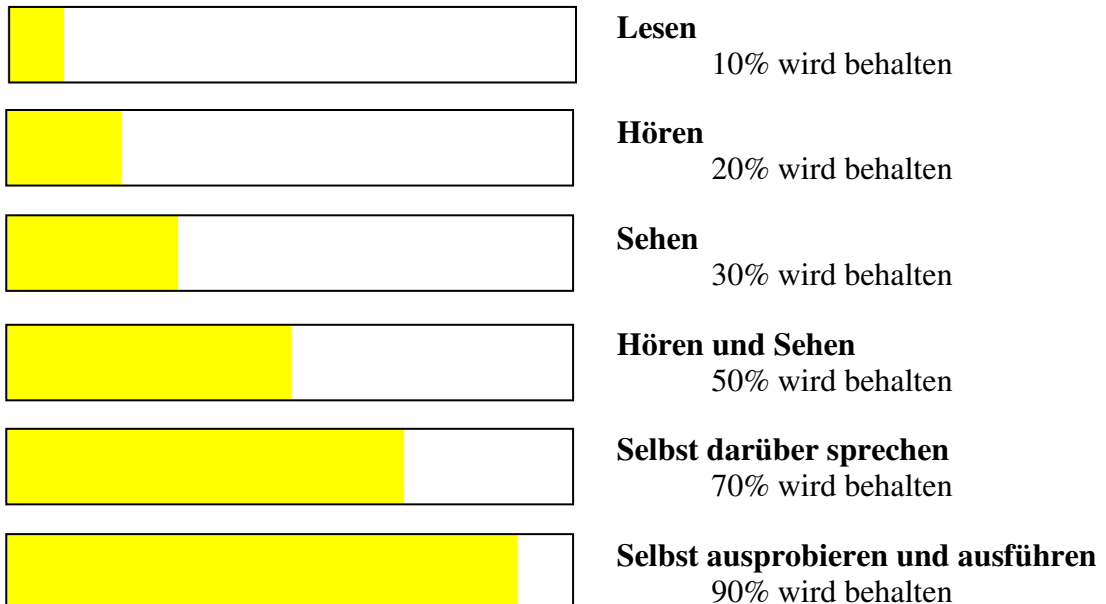 Lesen
10% wird behalten
Hören
20% wird behalten
Sehen
30% wird behalten
Hören und Sehen
50% wird behalten
Selbst darüber sprechen
70% wird behalten
Selbst ausprobieren und ausführen
90% wird behalten